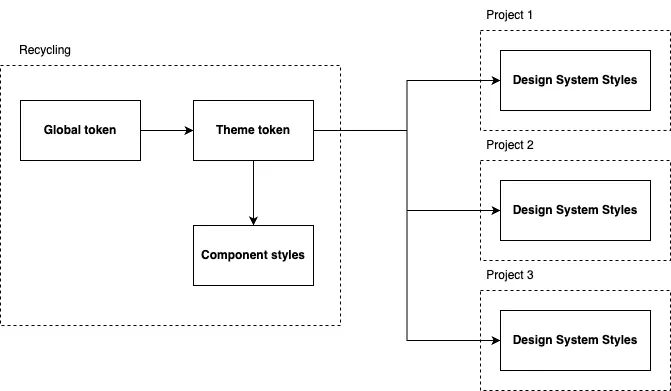 Project 1
Recycling
Design System Styles
Global token
Theme token
Project 2
Design System Styles
Component styles
Project 3
Design System Styles